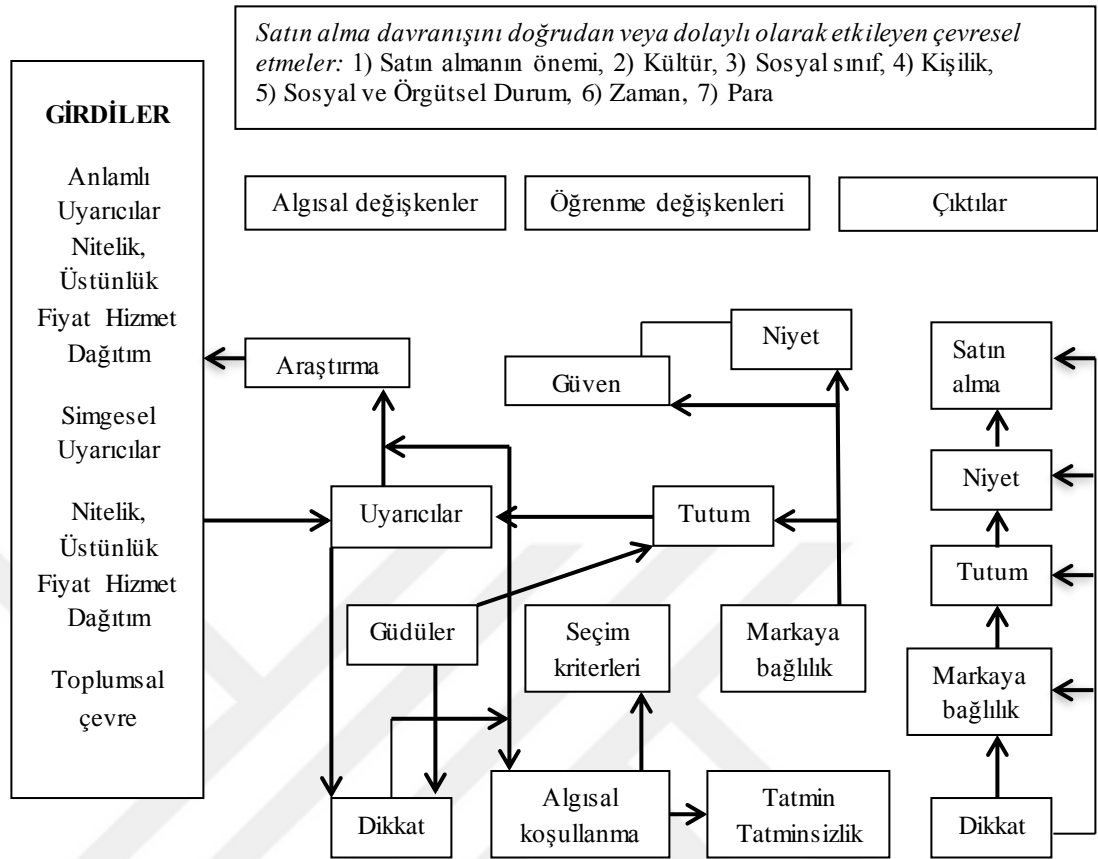 Satın alma davranışını doğrudan veya dolaylı olarak etkileyen çevresel
etmeler: 1) Satın almanın önemi, 2) Kültür, 3) Sosyal sınıf, 4) Kişilik,
5) Sosyal ve Örgütsel Durum, 6) Zaman, 7) Para
GİRDİLER
Anlamlı
Uyarıcılar
Nitelik,
Üstünlük
Fiyat Hizmet
Dağıtım
Simgesel
Uyarıcılar
Nitelik,
Üstünlük
Fiyat Hizmet
Dağıtım
Toplumsal
çevre
Algısal değişkenler
Öğrenme değişkenleri
Çıktılar
Araştırma
Güven
Niyet
Satın
alma
Uyarıcılar
Tutum
Niyet
Güdüler
Seçim
kriterleri
Markaya
bağlılık
Tutum
Markaya
bağlılık
Dikkat
Algısal
koşullanma
Tatmin
Tatminsizlik
Dikkat